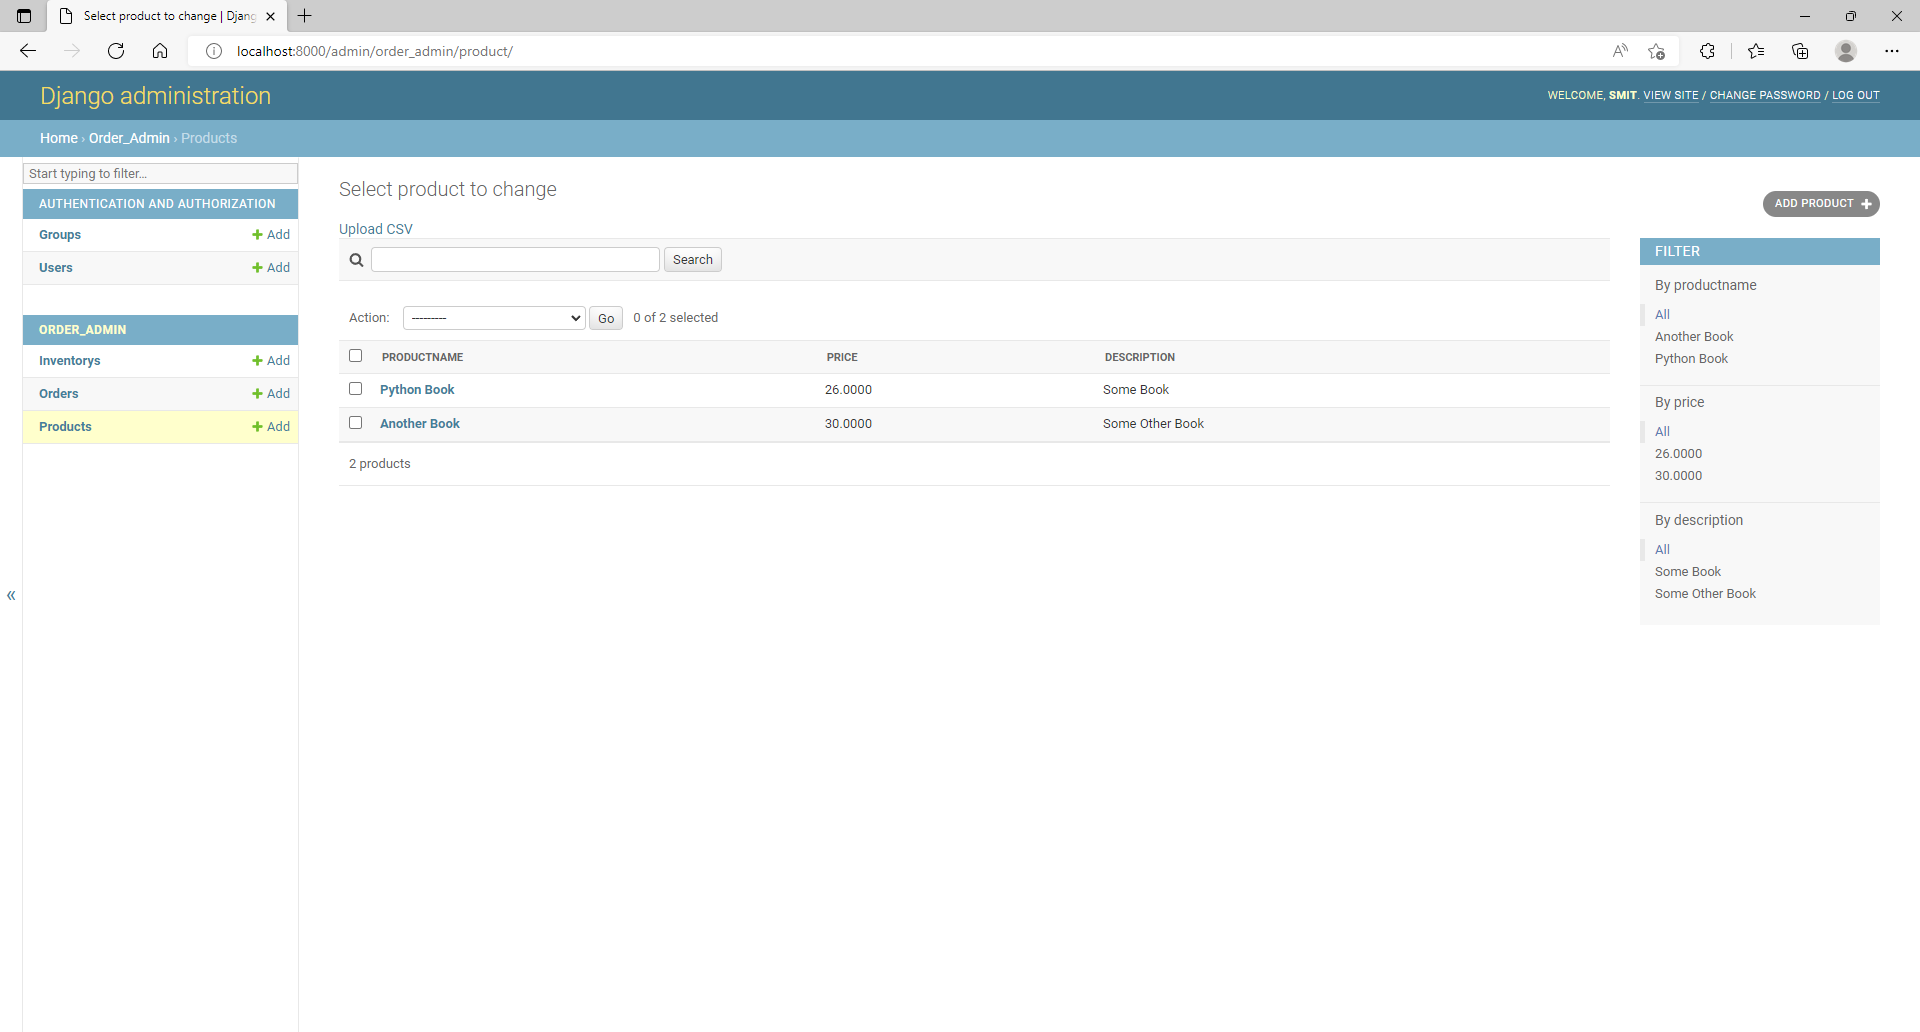 Select product to change | Djang
localhost:8000/admin/order_admin/product/
Django administration
WELCOME, SMIT. VIEW SITE / CHANGE PASSWORD / LOG OUT
Home › Order_Admin › Products
Start typing to filter...
AUTHENTICATION AND AUTHORIZATION
Groups + Add
Users + Add
ORDER_ADMIN
Inventorys + Add
Orders + Add
Products + Add
«
Select product to change
ADD PRODUCT +
Upload CSV
Search
Action: --------- Go 0 of 2 selected
PRODUCTNAME PRICE DESCRIPTION
Python Book 26.0000 Some Book
Another Book 30.0000 Some Other Book
2 products
FILTER
By productname
All
Another Book
Python Book
By price
All
26.0000
30.0000
By description
All
Some Book
Some Other Book